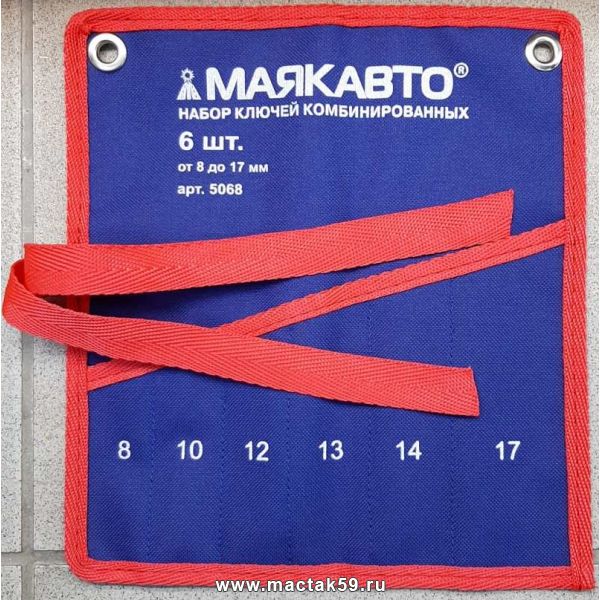 МАЯКАВТО®
НАБОР КЛЮЧЕЙ КОМБИНИРОВАННЫХ
6 шт.
от 8 до 17 мм
арт. 5068
8 10 12 13 14 17
www.mactak59.ru